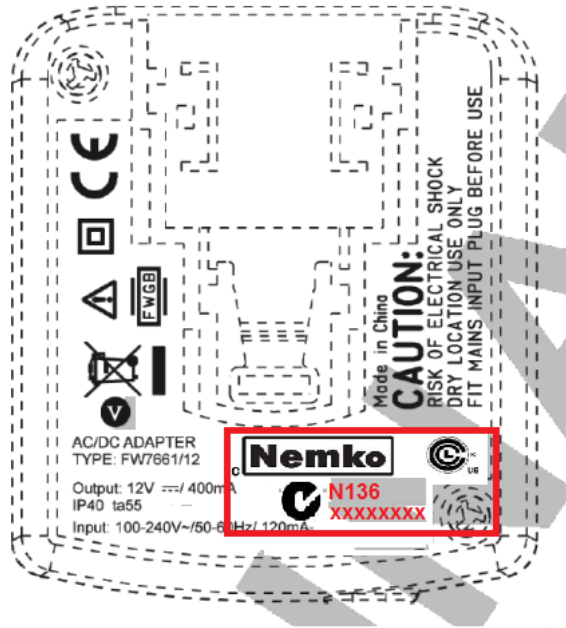 FWGB
V
AC/DC ADAPTER
TYPE: FW7661/12
Output: 12V ⎓/ 400mA
IP40 ta55
Input: 100-240V~/50-60Hz/ 120mA
Made in China
CAUTION:
RISK OF ELECTRICAL SHOCK
DRY LOCATION USE ONLY
FIT MAINS INPUT PLUG BEFORE USE
Nemko
C
US
N136
xxxxxxxx